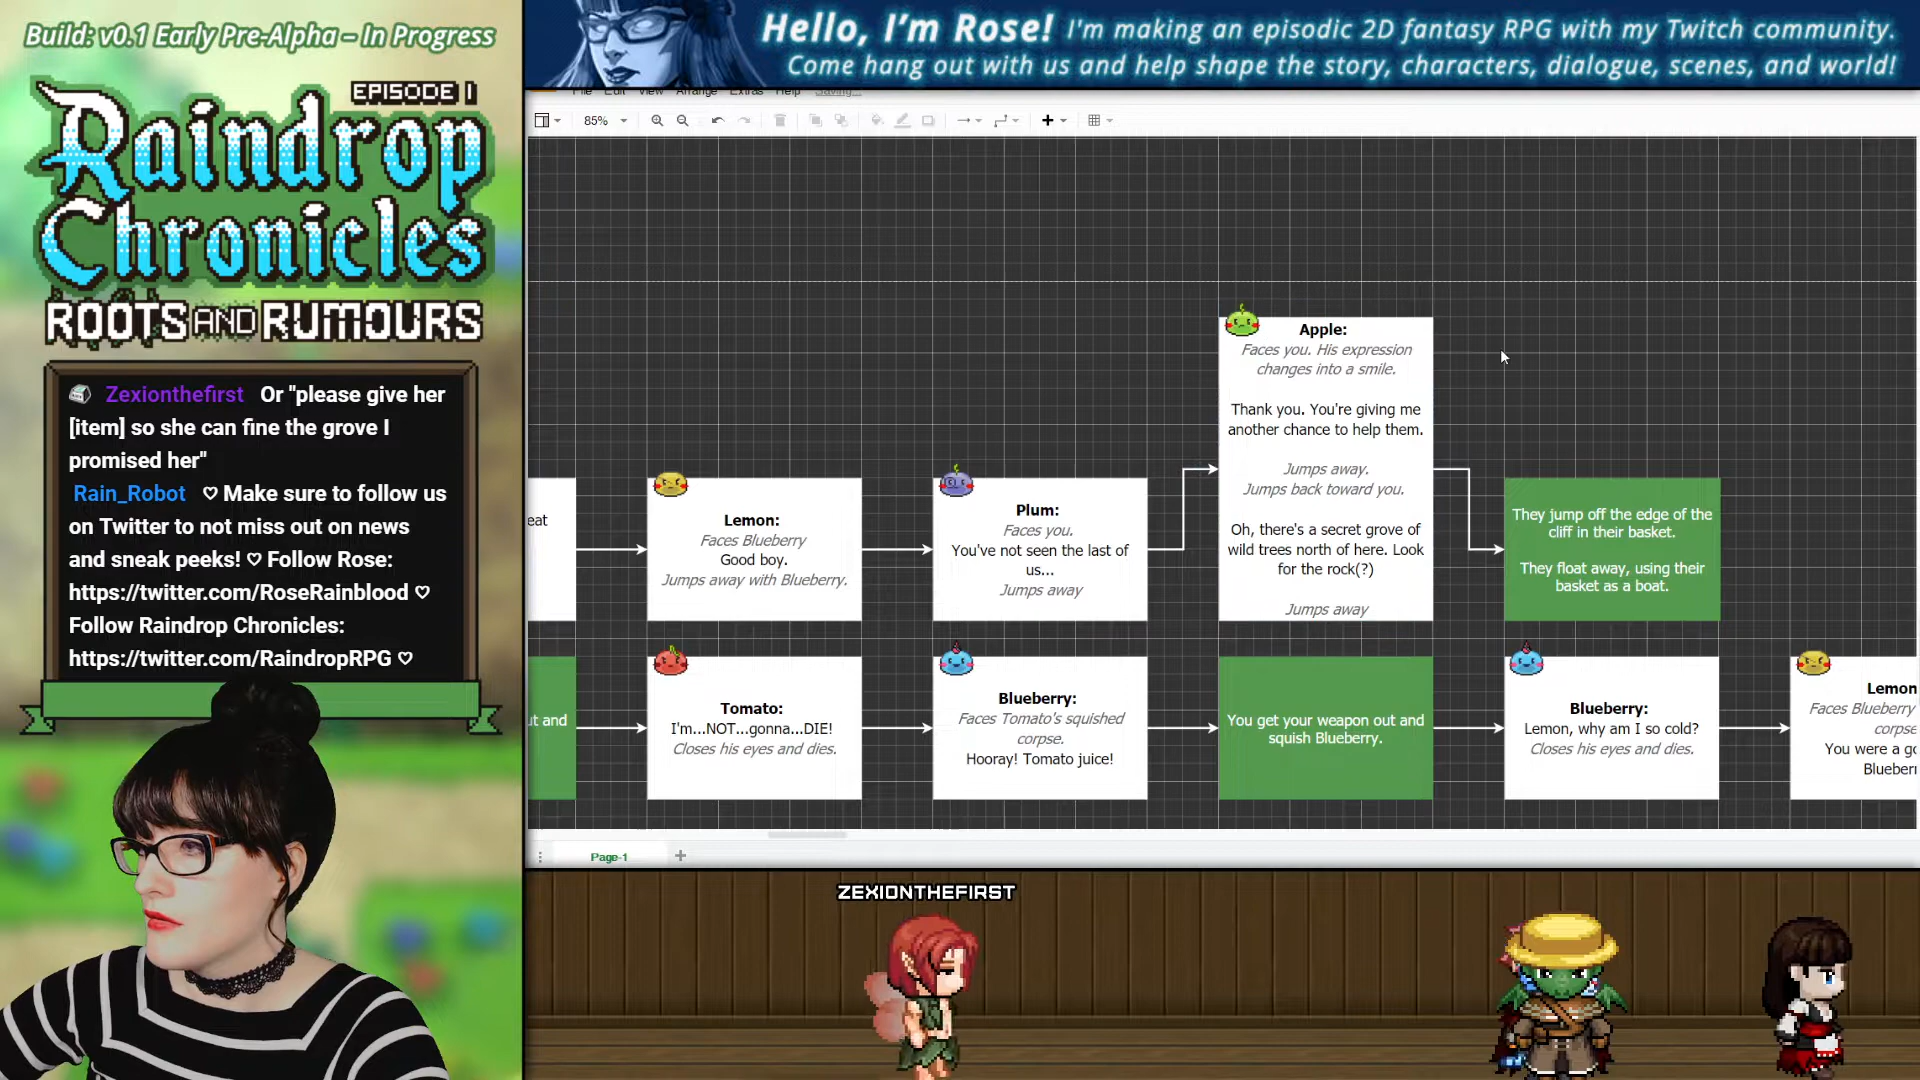 Build: v0.1 Early Pre-Alpha – In Progress
EPISODE I
Raindrop
Chronicles
ROOTS AND RUMOURS
Zexionthefirst Or "please give her
[item] so she can fine the grove I
promised her"
Rain_Robot ♡ Make sure to follow us
on Twitter to not miss out on news
and sneak peeks! ♡ Follow Rose:
https://twitter.com/RoseRainblood ♡
Follow Raindrop Chronicles:
https://twitter.com/RaindropRPG ♡
Hello, I'm Rose! I'm making an episodic 2D fantasy RPG with my Twitch community.
Come hang out with us and help shape the story, characters, dialogue, scenes, and world!
File Edit View Arrange Extras Help Saving...
85%
Apple:
Faces you. His expression
changes into a smile.
Thank you. You're giving me
another chance to help them.
Jumps away.
Jumps back toward you.
Oh, there's a secret grove of
wild trees north of here. Look
for the rock(?)
Jumps away
eat
Lemon:
Faces Blueberry
Good boy.
Jumps away with Blueberry.
Plum:
Faces you.
You've not seen the last of
us...
Jumps away
They jump off the edge of the
cliff in their basket.
They float away, using their
basket as a boat.
ut and
Tomato:
I'm...NOT...gonna...DIE!
Closes his eyes and dies.
Blueberry:
Faces Tomato's squished
corpse.
Hooray! Tomato juice!
You get your weapon out and
squish Blueberry.
Blueberry:
Lemon, why am I so cold?
Closes his eyes and dies.
Lemon
Faces Blueberry
corpse
You were a go
Blueberr
Page-1
ZEXIONTHEFIRST